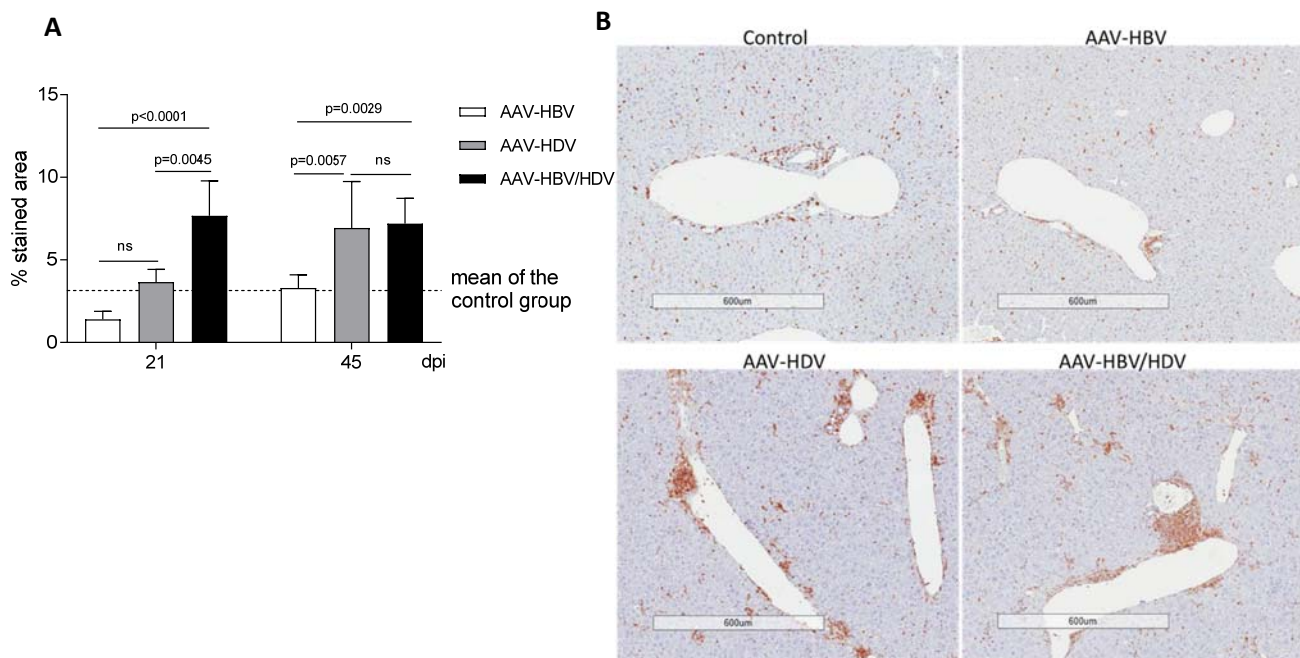 A
15
10
5
0
% stained area
p<0.0001
p=0.0045
ns
p=0.0029
p=0.0057
ns
21
45
dpi
AAV-HBV
AAV-HDV
AAV-HBV/HDV
mean of the
control group
B
Control
AAV-HBV
600um
600um
AAV-HDV
AAV-HBV/HDV
600um
600um